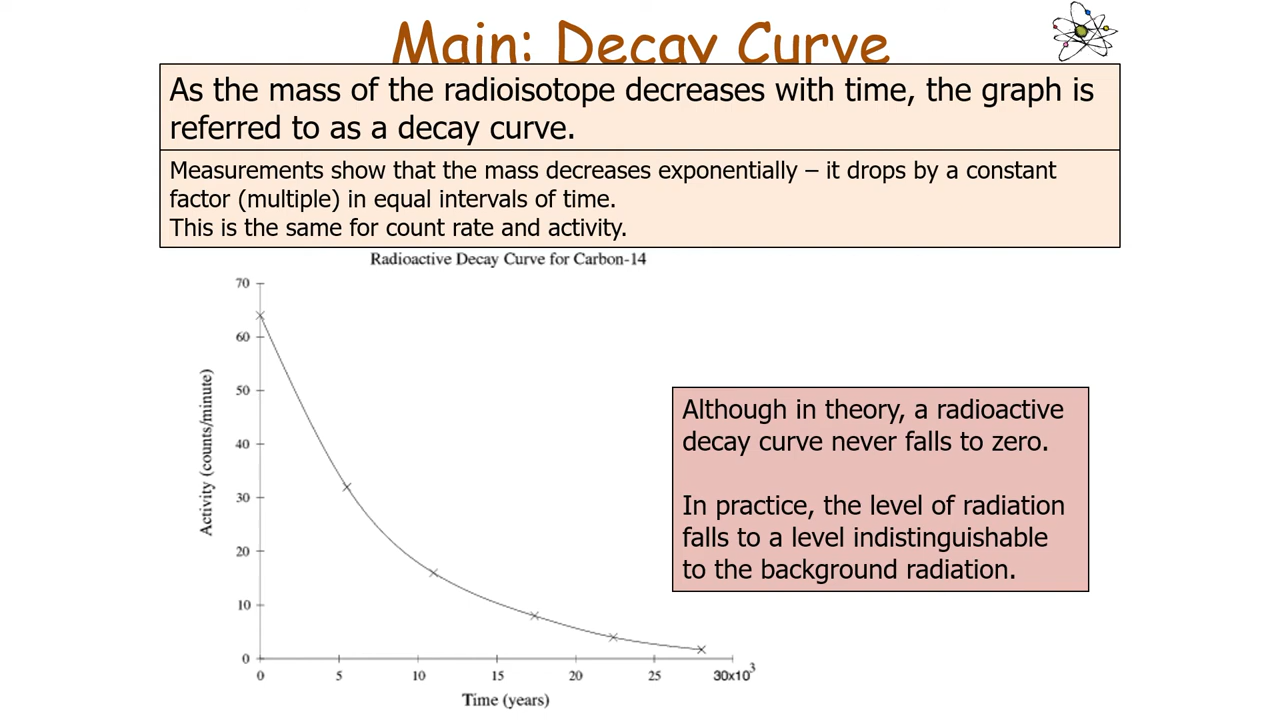 Main: Decay Curve
As the mass of the radioisotope decreases with time, the graph is
referred to as a decay curve.
Measurements show that the mass decreases exponentially – it drops by a constant
factor (multiple) in equal intervals of time.
This is the same for count rate and activity.
Radioactive Decay Curve for Carbon-14
70
60
50
40
30
20
10
0
Activity (counts/minute)
0 5 10 15 20 25 30x10³
Time (years)
Although in theory, a radioactive
decay curve never falls to zero.
In practice, the level of radiation
falls to a level indistinguishable
to the background radiation.